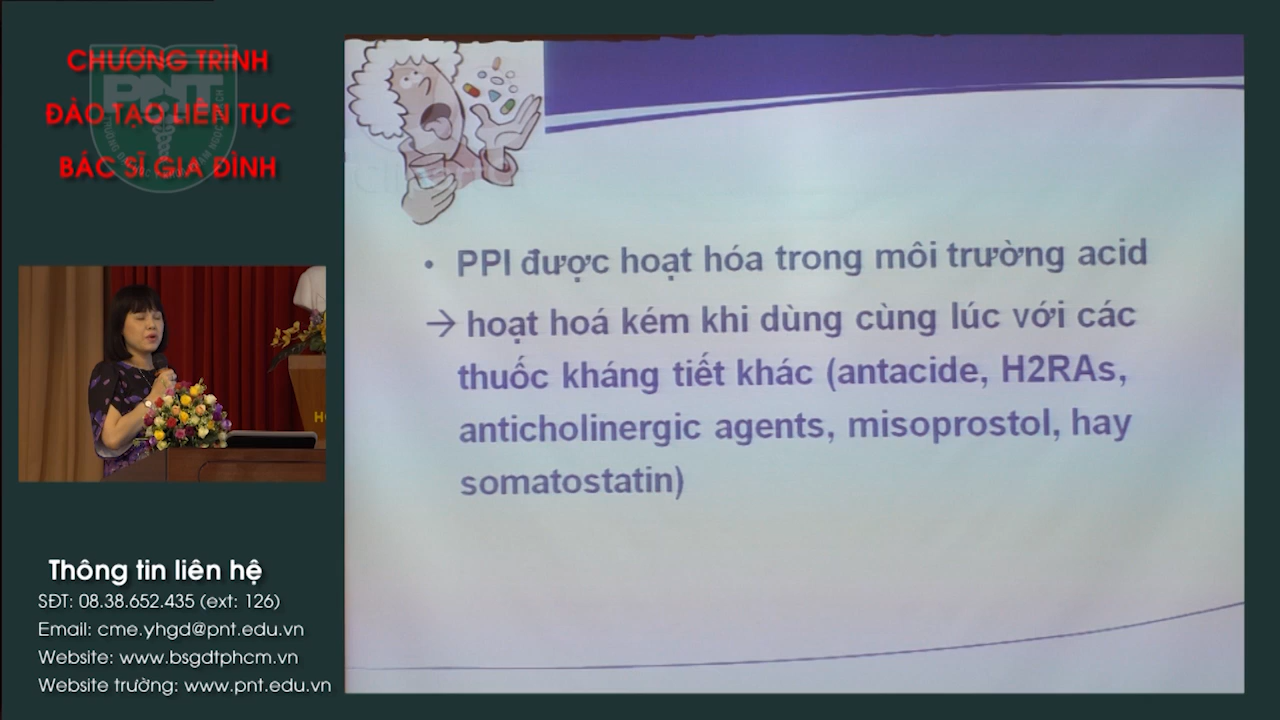 CHƯƠNG TRÌNH
ĐÀO TẠO LIÊN TỤC
BÁC SĨ GIA ĐÌNH
PNT
Thông tin liên hệ
SĐT: 08.38.652.435 (ext: 126)
Email: cme.yhgd@pnt.edu.vn
Website: www.bsgdtphcm.vn
Website trường: www.pnt.edu.vn
• PPI được hoạt hóa trong môi trường acid
→ hoạt hoá kém khi dùng cùng lúc với các
thuốc kháng tiết khác (antacide, H2RAs,
anticholinergic agents, misoprostol, hay
somatostatin)